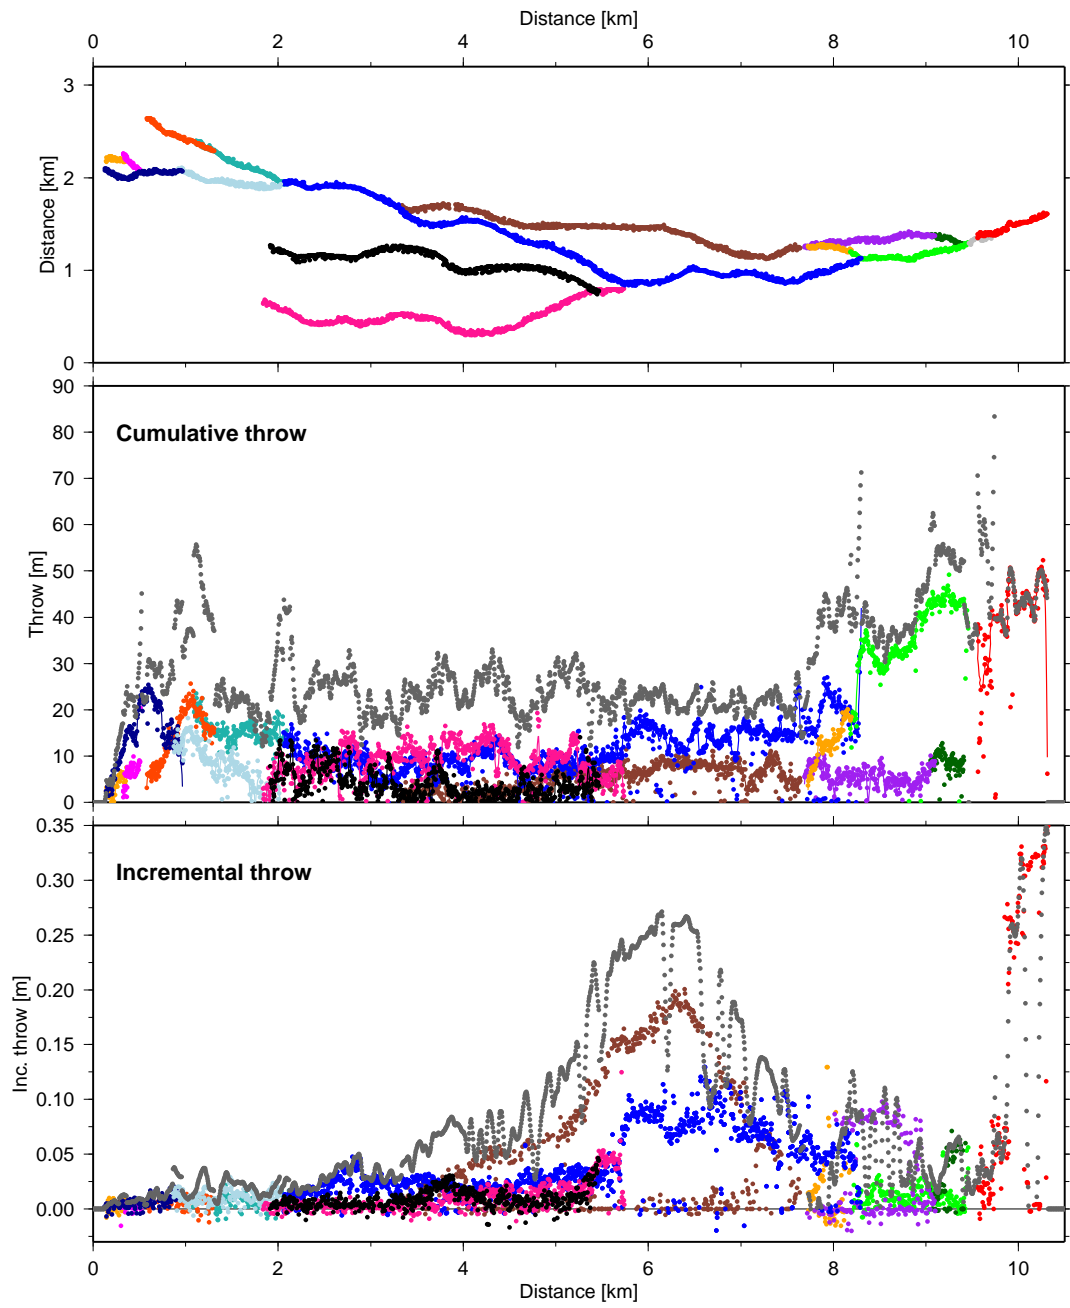 Distance [km]
0 2 4 6 8 10
3
2
1
0
Distance [km]
90
80
70
60
50
40
30
20
10
0
Throw [m]
Cumulative throw
0.35
0.30
0.25
0.20
0.15
0.10
0.05
0.00
Inc. throw [m]
Incremental throw
0 2 4 6 8 10
Distance [km]